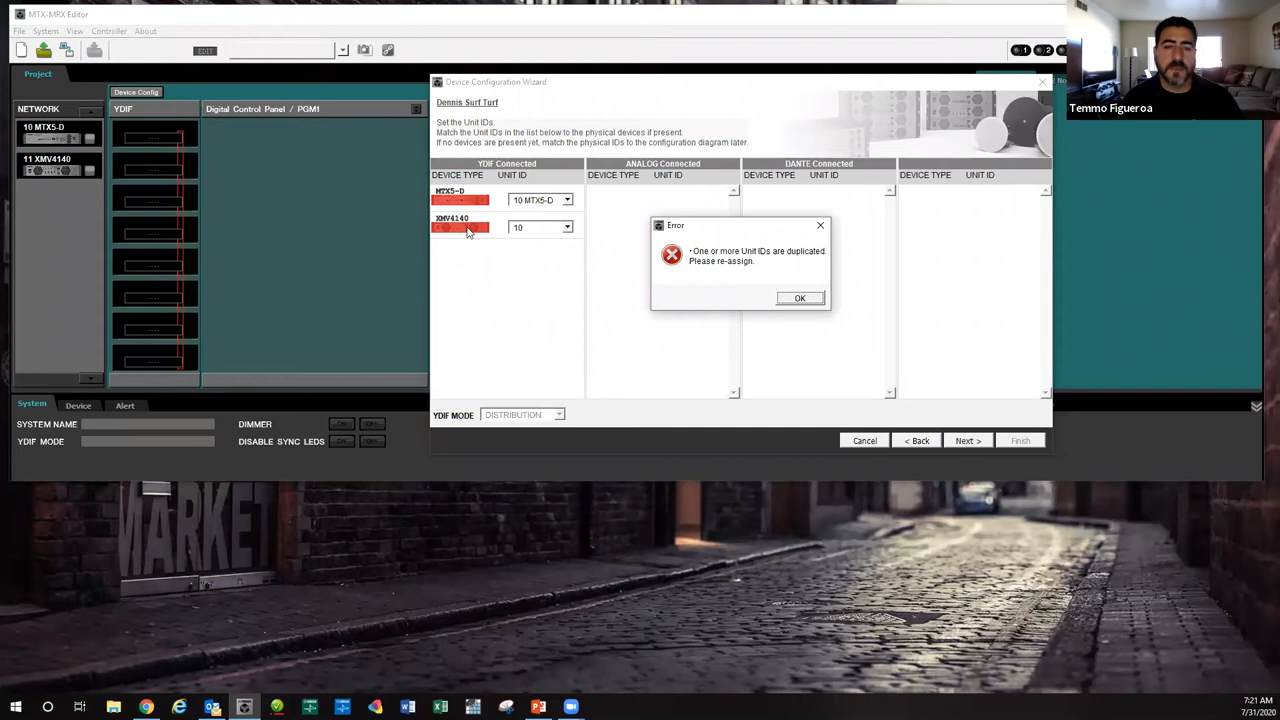 MTX-MRX Editor
File System View Controller About
EDIT
1 2
Project
Device Config
NETWORK
YDIF
Digital Control Panel / PGM1
10 MTX5-D
11 XMV4140
Device Configuration Wizard
Dennis Surf Turf
Set the Unit IDs.
Match the Unit IDs in the list below to the physical devices if present.
If no devices are present yet, match the physical IDs to the configuration diagram later.
YDIF Connected ANALOG Connected DANTE Connected
DEVICE TYPE UNIT ID DEVICE TYPE UNIT ID DEVICE TYPE UNIT ID DEVICE TYPE UNIT ID
MTX5-D
10 MTX5-D
XMV4140
10
Error
・One or more Unit IDs are duplicated.
Please re-assign.
OK
YDIF MODE DISTRIBUTION
Cancel < Back Next > Finish
System Device Alert
SYSTEM NAME DIMMER
YDIF MODE DISABLE SYNC LEDS
Temmo Figueroa
MARKET
7:21 AM
7/31/2020